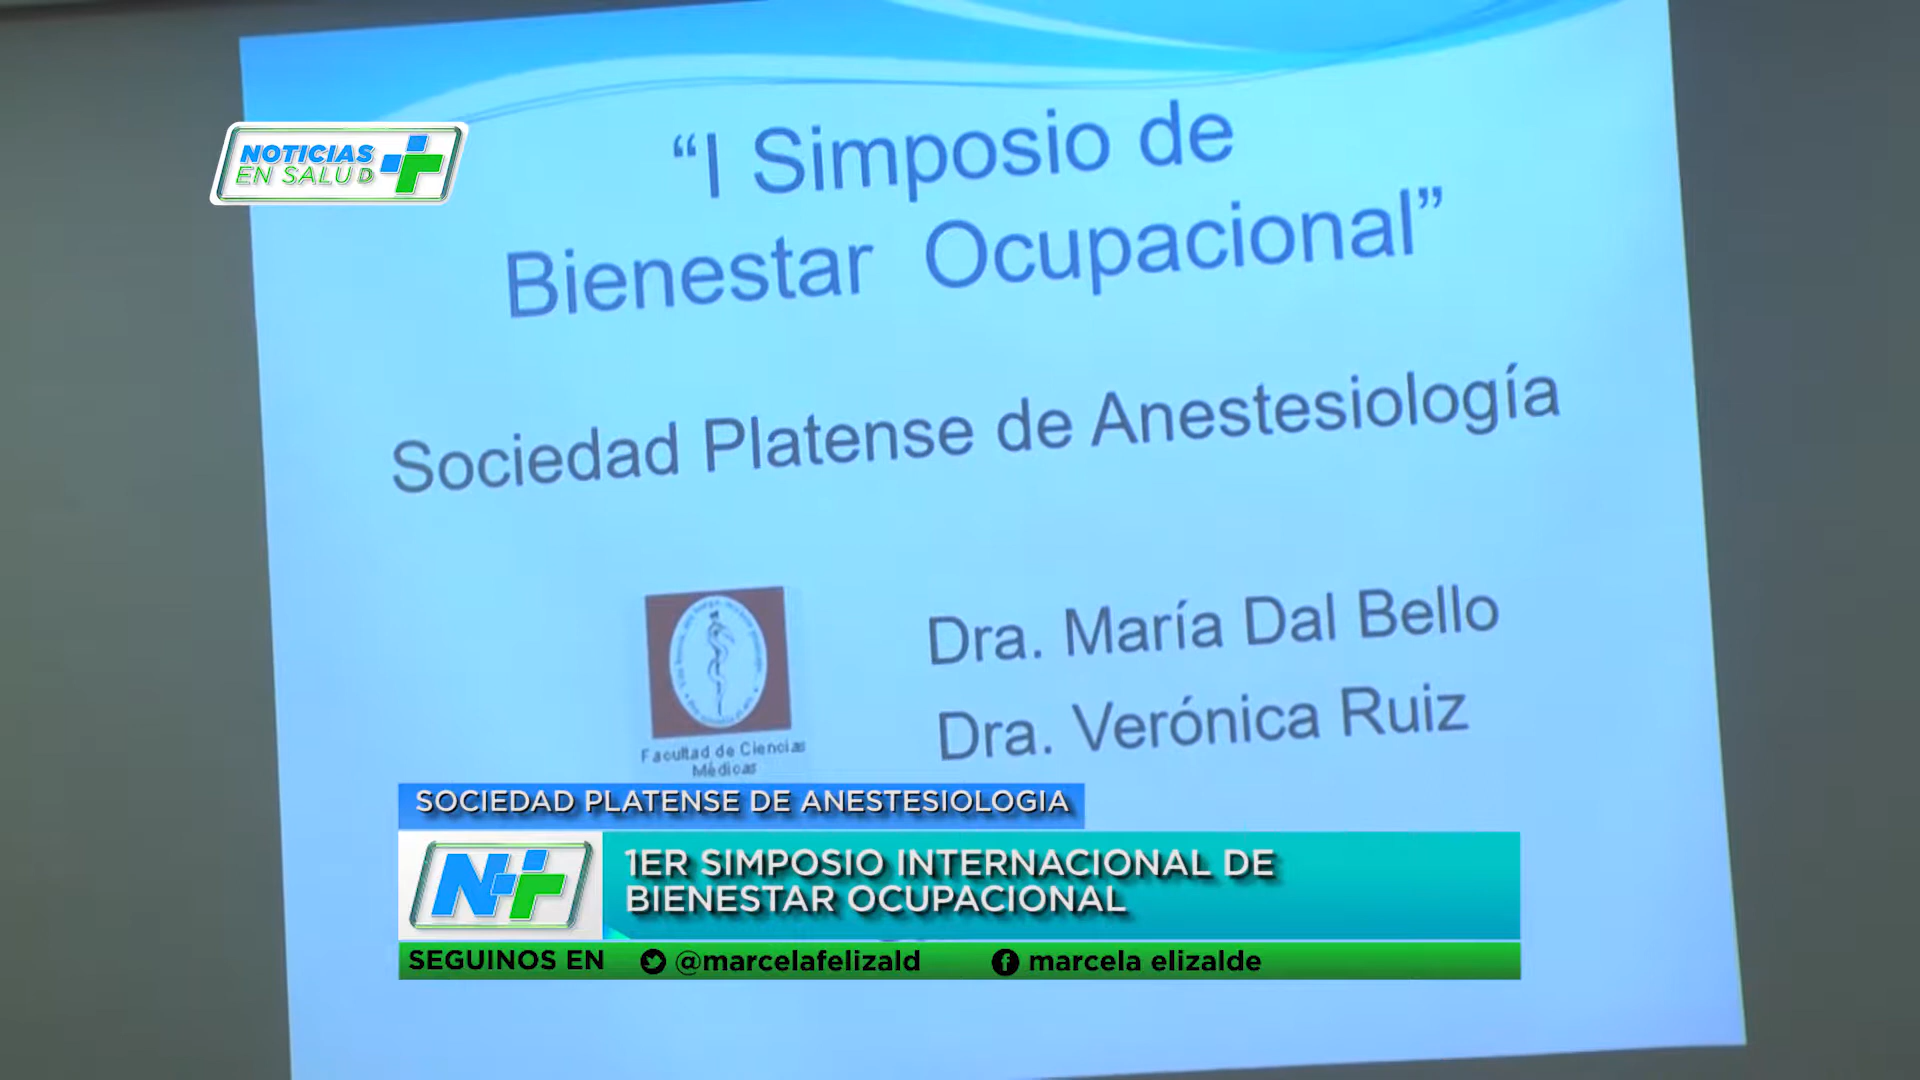 “I Simposio de
Bienestar Ocupacional”
NOTICIAS
EN SALUD
Sociedad Platense de Anestesiología
Dra. María Dal Bello
Dra. Verónica Ruiz
Facultad de Ciencias
Médicas
SOCIEDAD PLATENSE DE ANESTESIOLOGIA
N+
1ER SIMPOSIO INTERNACIONAL DE
BIENESTAR OCUPACIONAL
SEGUINOS EN @marcelafelizald marcela elizalde